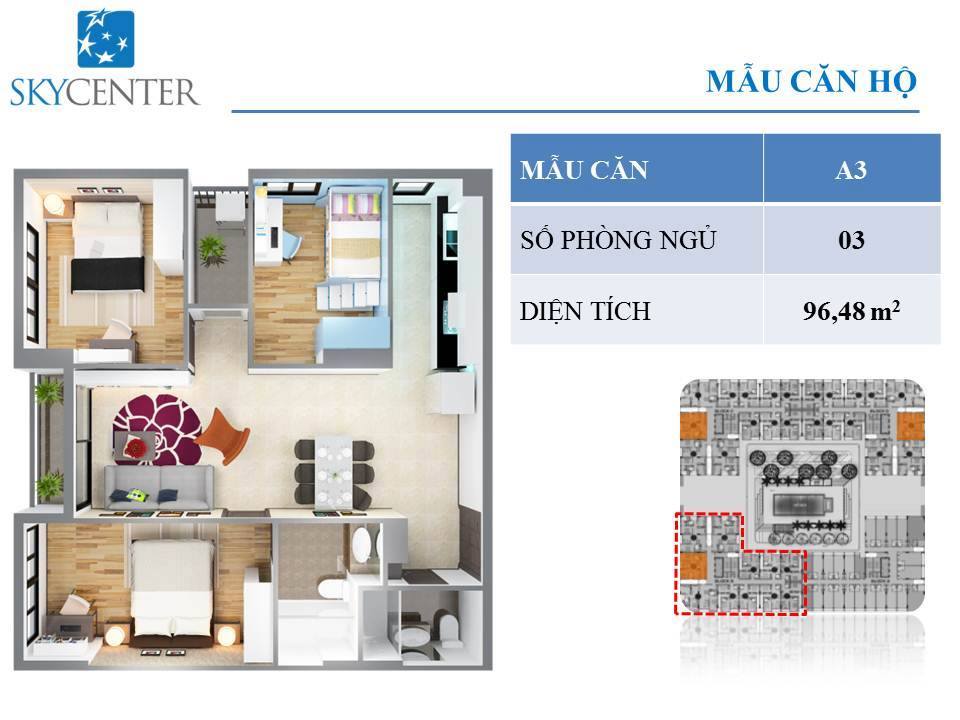 SKYCENTER
MẪU CĂN HỘ
MẪU CĂN A3
SỐ PHÒNG NGỦ 03
DIỆN TÍCH 96,48 m²